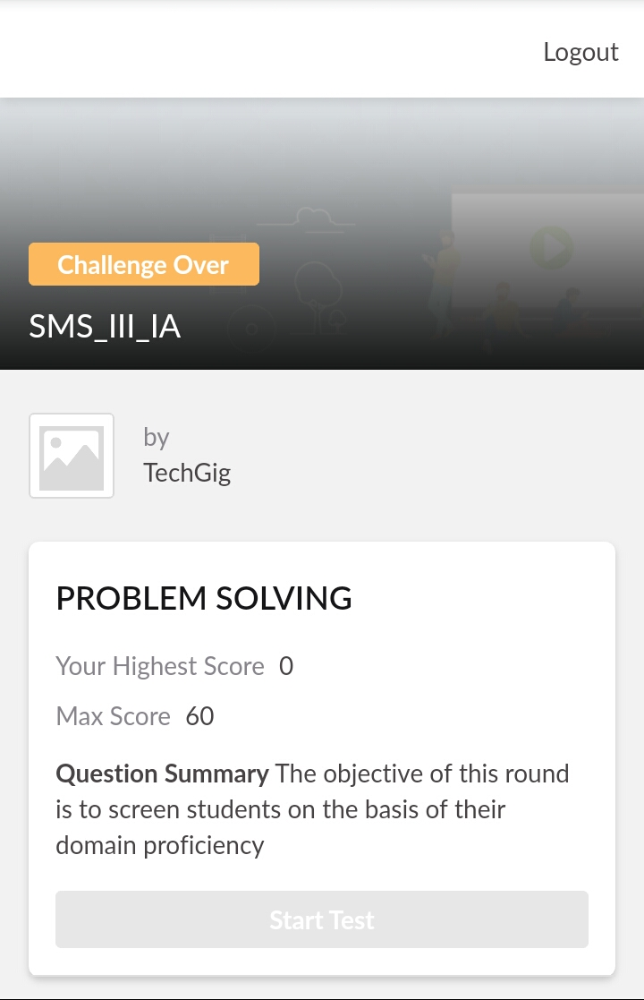 Logout
Challenge Over
SMS_III_IA
by
TechGig
PROBLEM SOLVING
Your Highest Score 0
Max Score 60
Question Summary The objective of this round
is to screen students on the basis of their
domain proficiency
Start Test